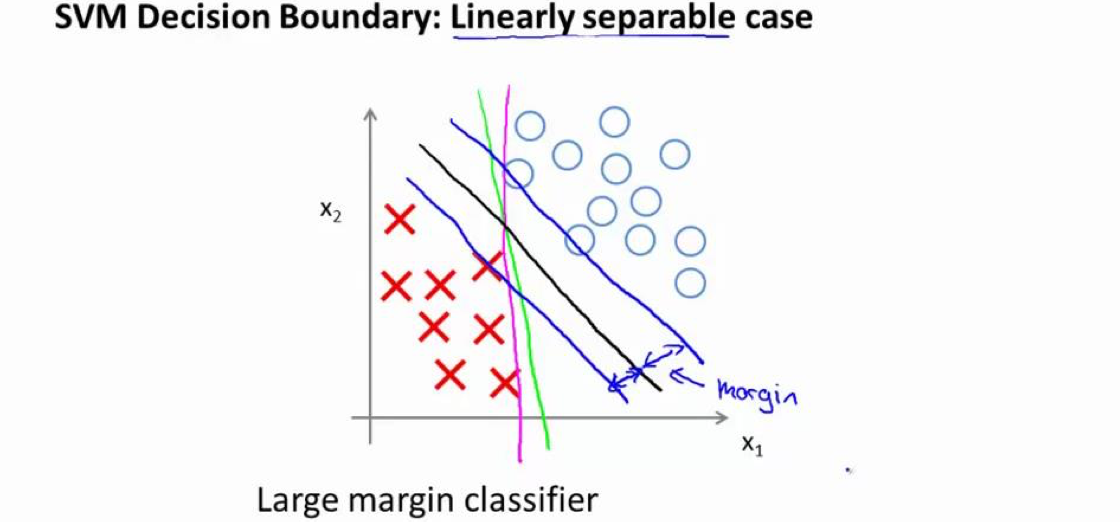 SVM Decision Boundary: Linearly separable case
x₂
margin
x₁
Large margin classifier